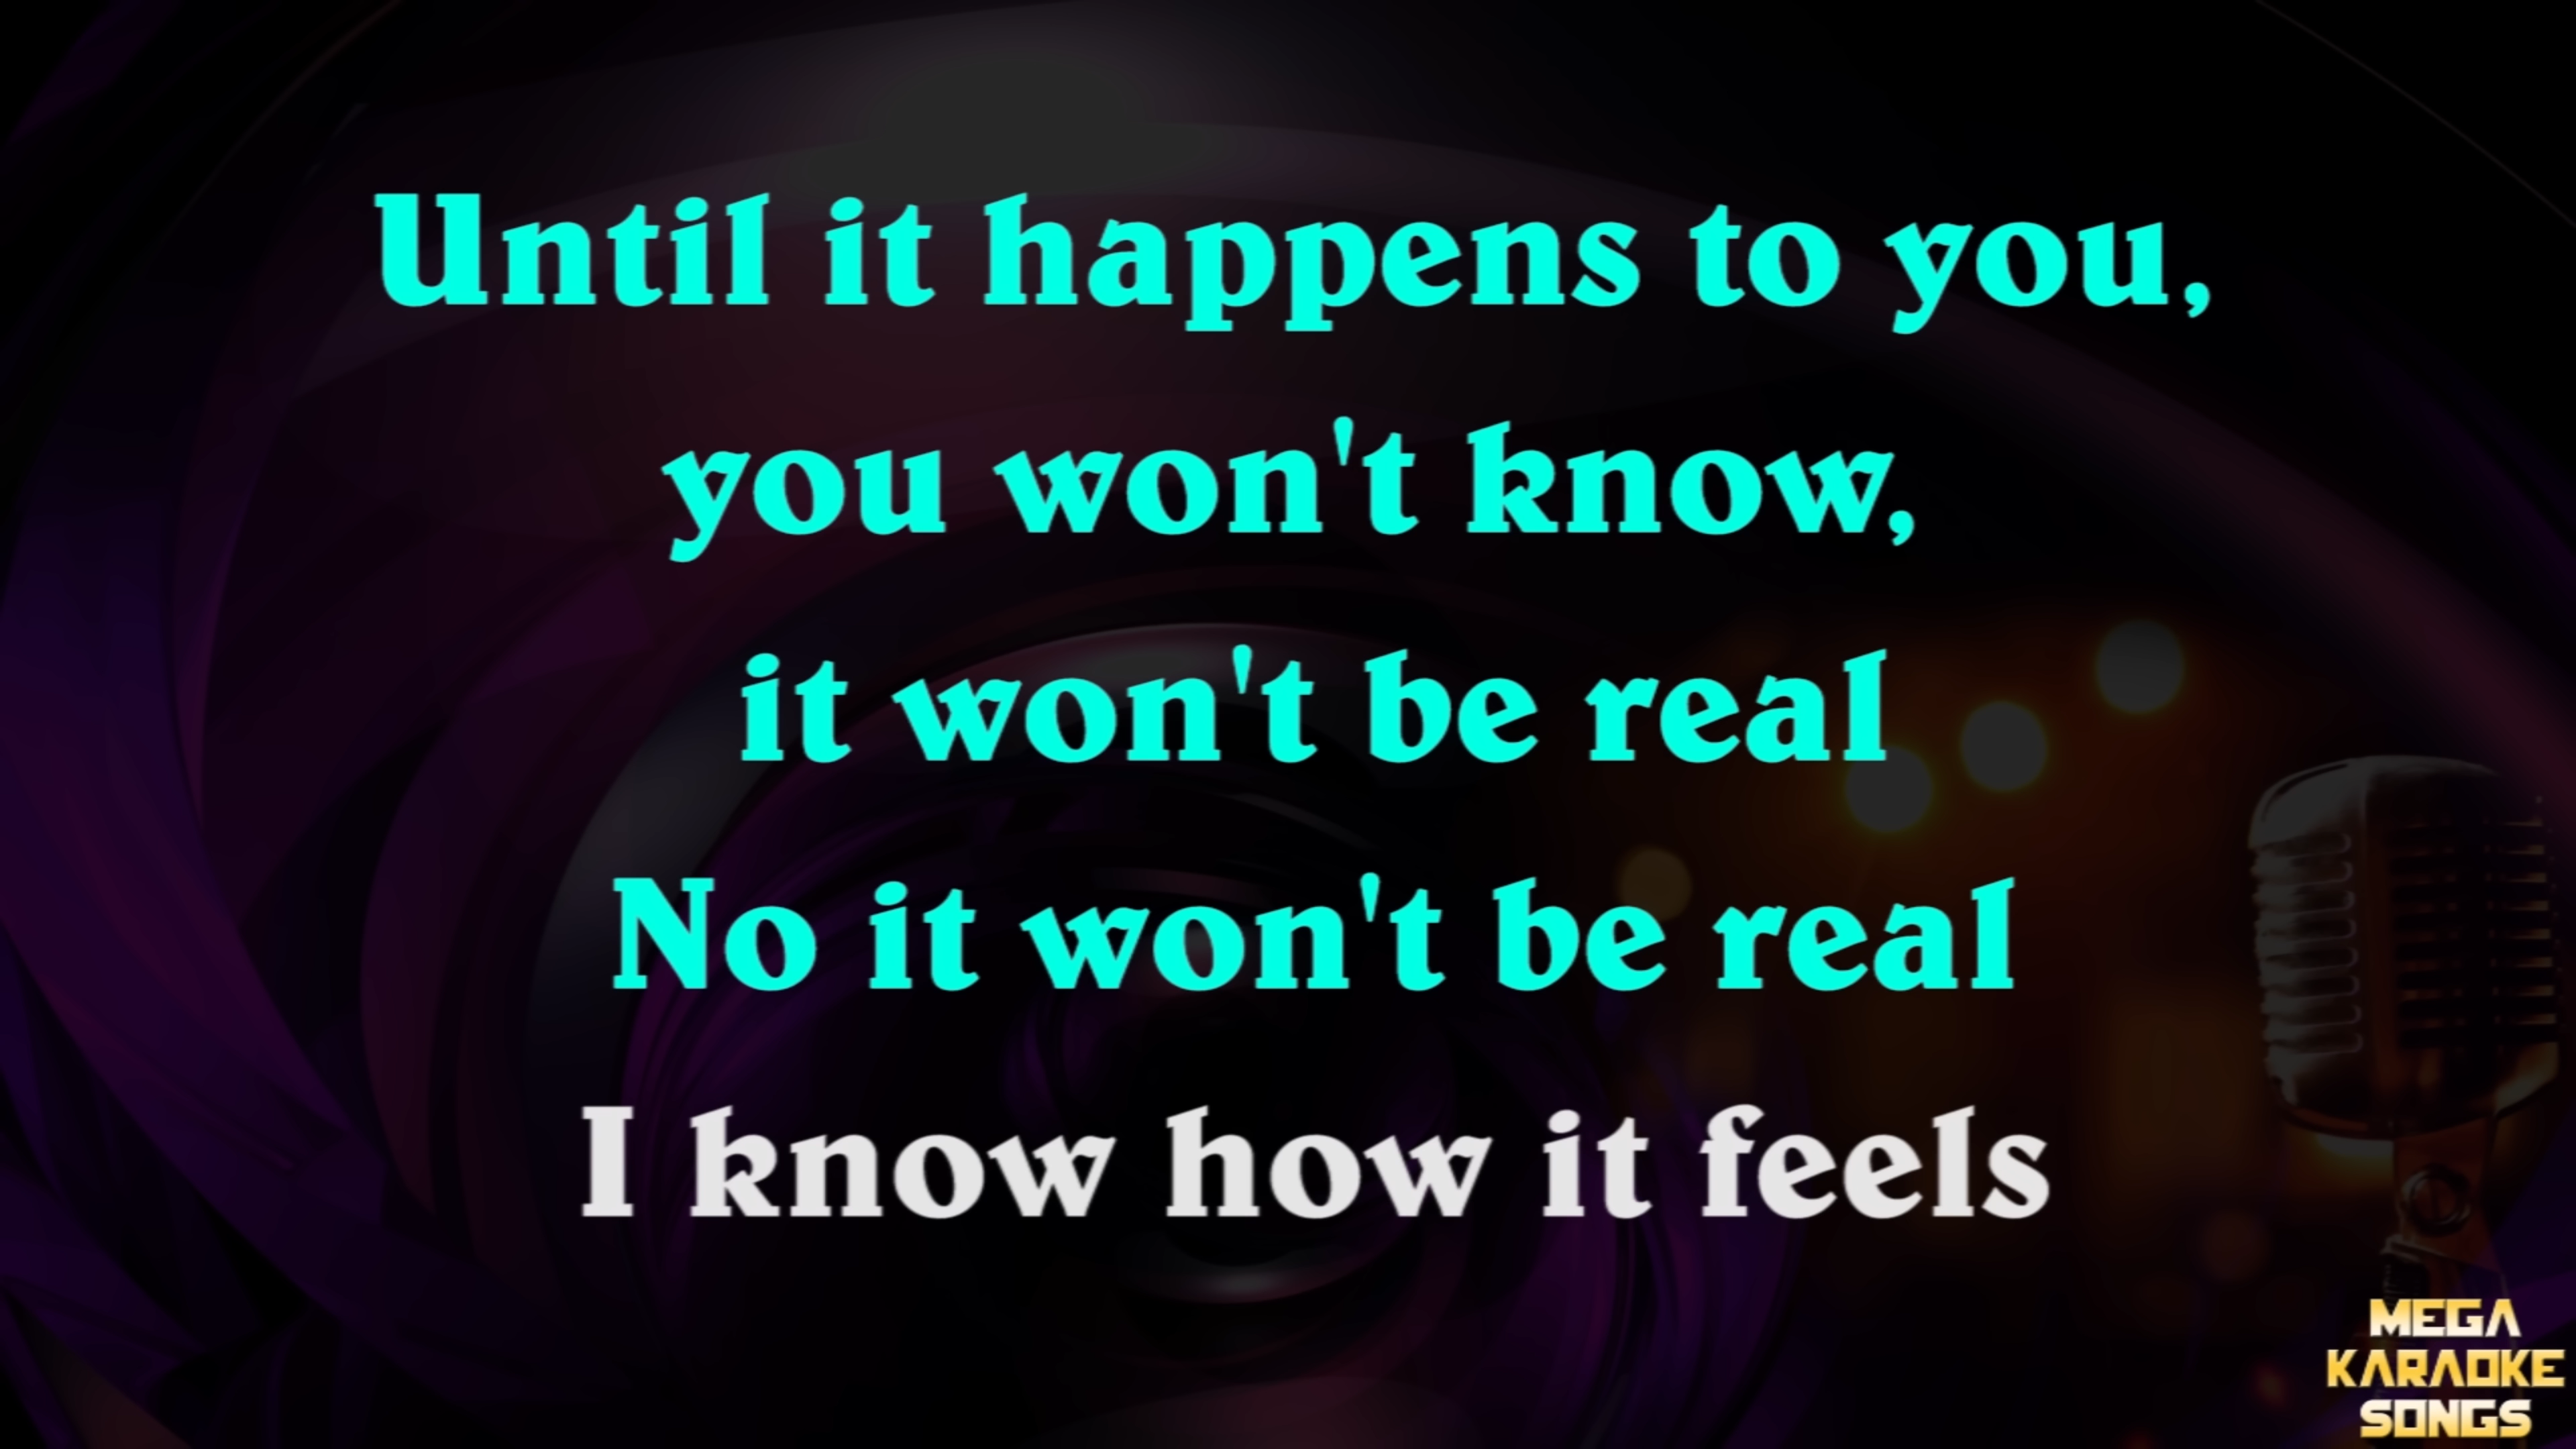 Until it happens to you,
you won't know,
it won't be real
No it won't be real
I know how it feels
MEGA
KARAOKE
SONGS